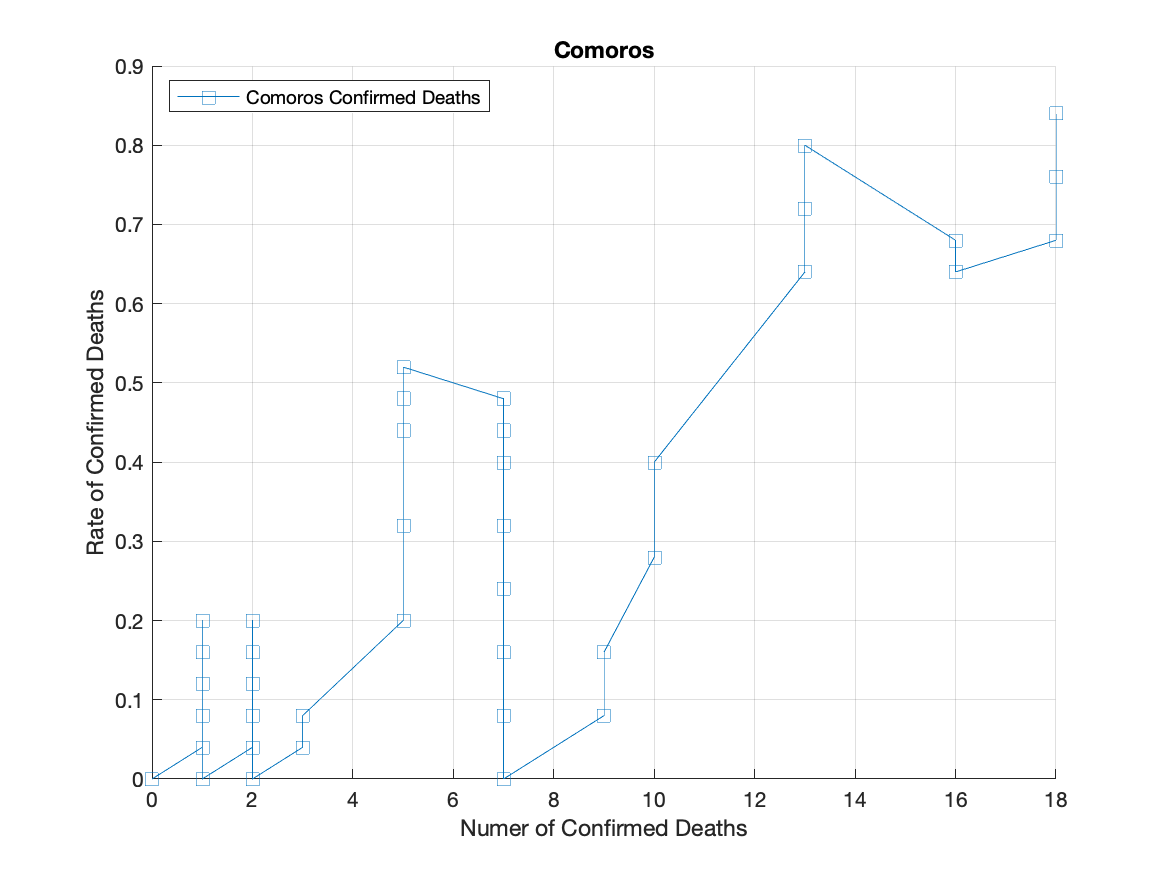 Comoros
Comoros Confirmed Deaths
Rate of Confirmed Deaths
0.9
0.8
0.7
0.6
0.5
0.4
0.3
0.2
0.1
0
0 2 4 6 8 10 12 14 16 18
Numer of Confirmed Deaths